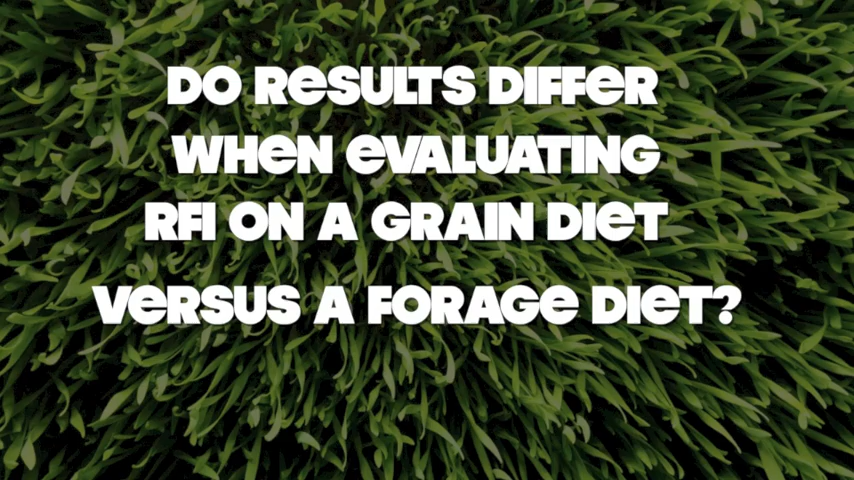 DO RESULTS DIFFER
WHEN EVALUATING
RFI ON A GRAIN DIET
VERSUS A FORAGE DIET?